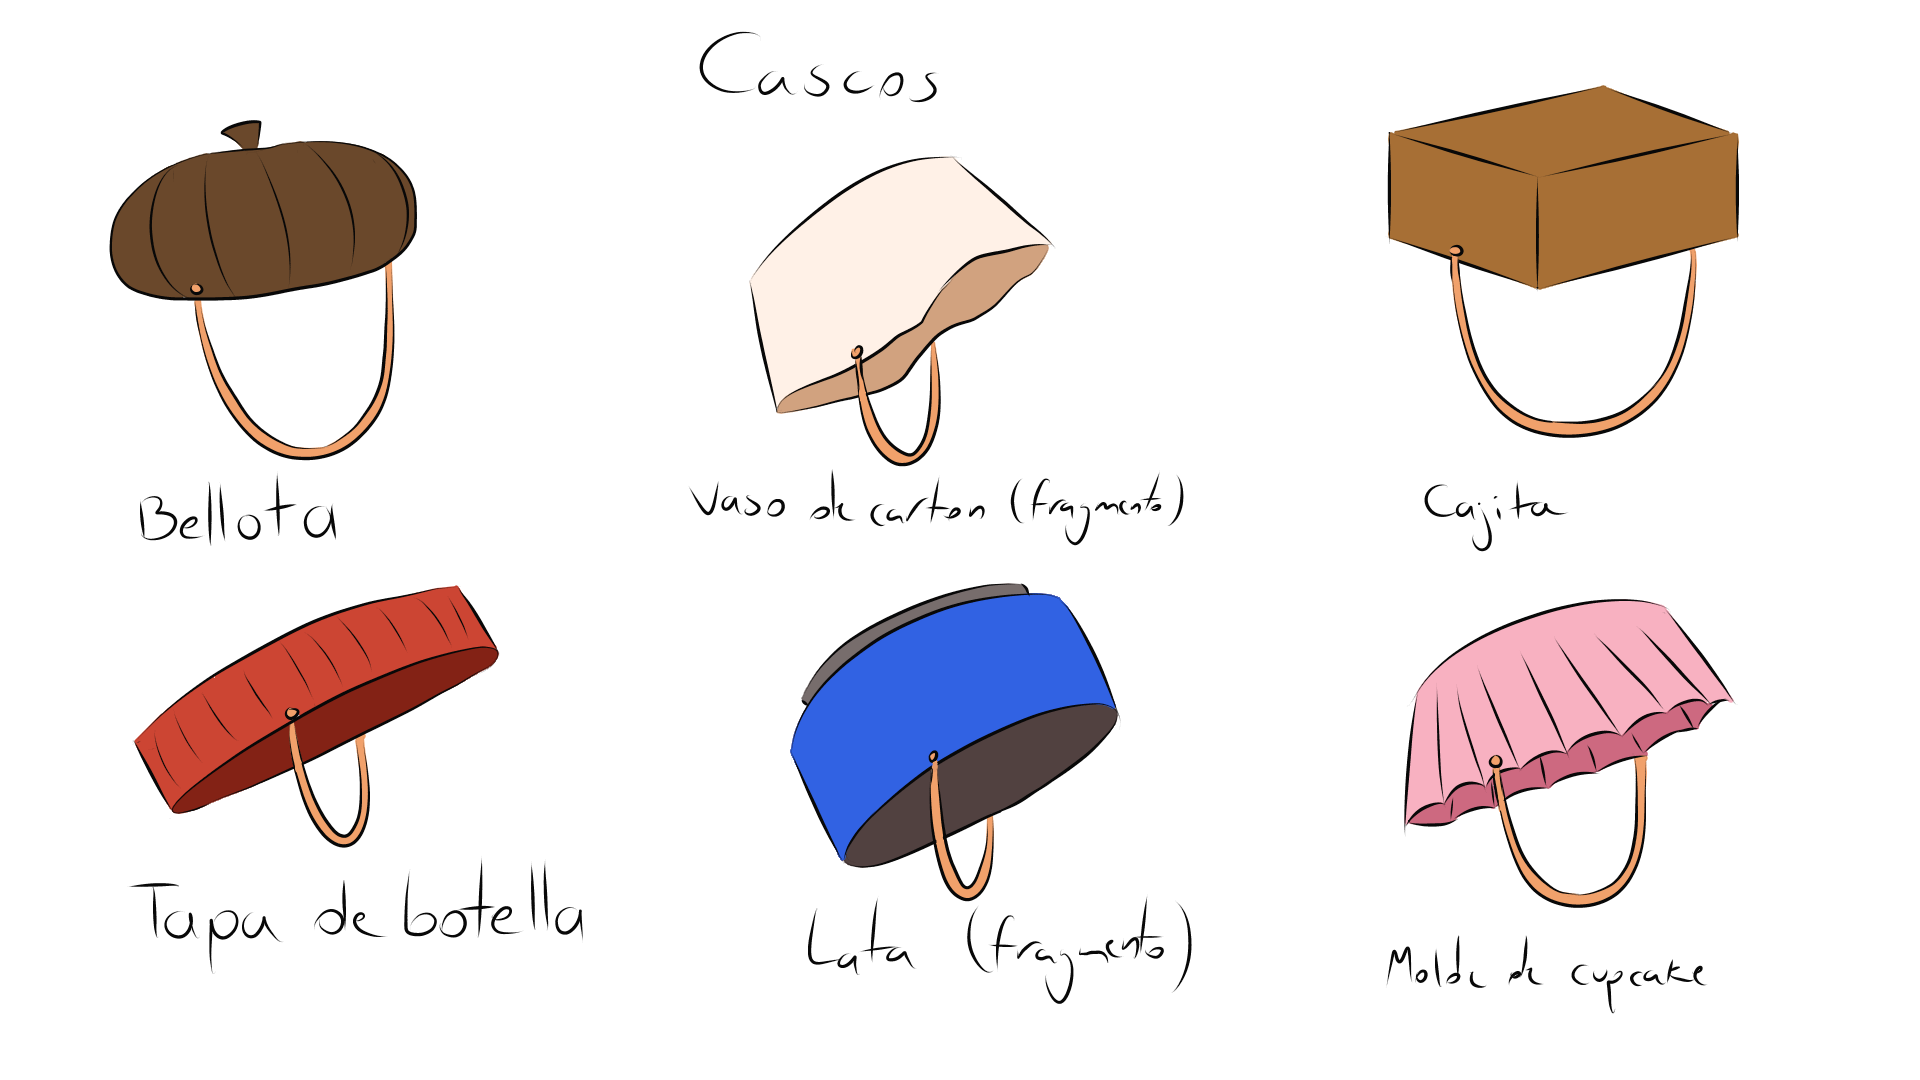 Cascos
Bellota
Vaso de carton (fragmento)
Cajita
Tapa de botella
Lata (fragmento)
Molde de cupcake